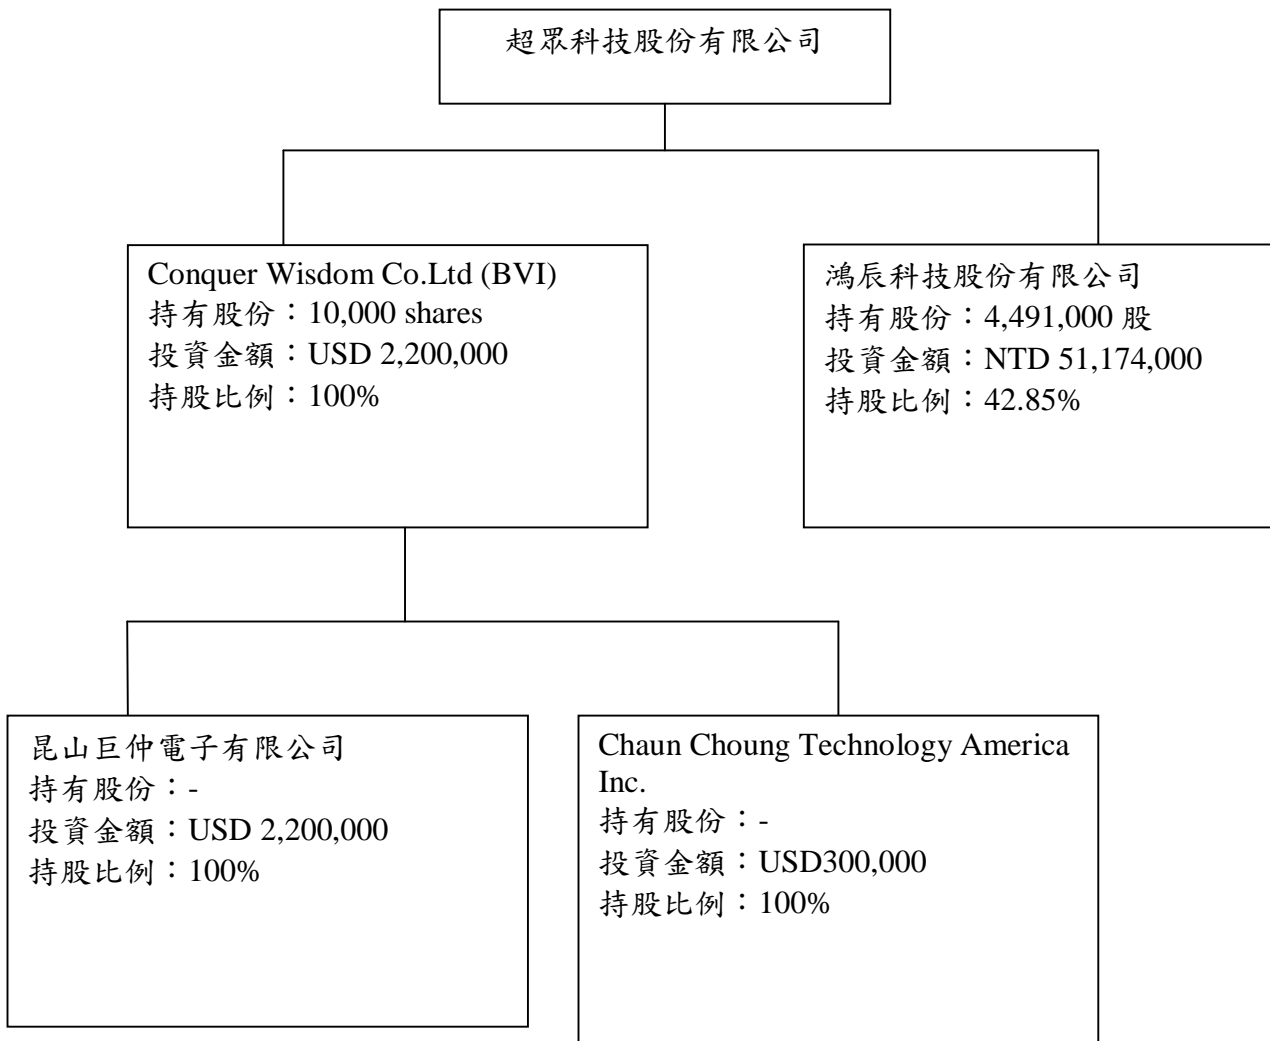 超眾科技股份有限公司
Conquer Wisdom Co.Ltd (BVI)
持有股份：10,000 shares
投資金額：USD 2,200,000
持股比例：100%
鴻辰科技股份有限公司
持有股份：4,491,000 股
投資金額：NTD 51,174,000
持股比例：42.85%
昆山巨仲電子有限公司
持有股份：-
投資金額：USD 2,200,000
持股比例：100%
Chaun Choung Technology America
Inc.
持有股份：-
投資金額：USD300,000
持股比例：100%